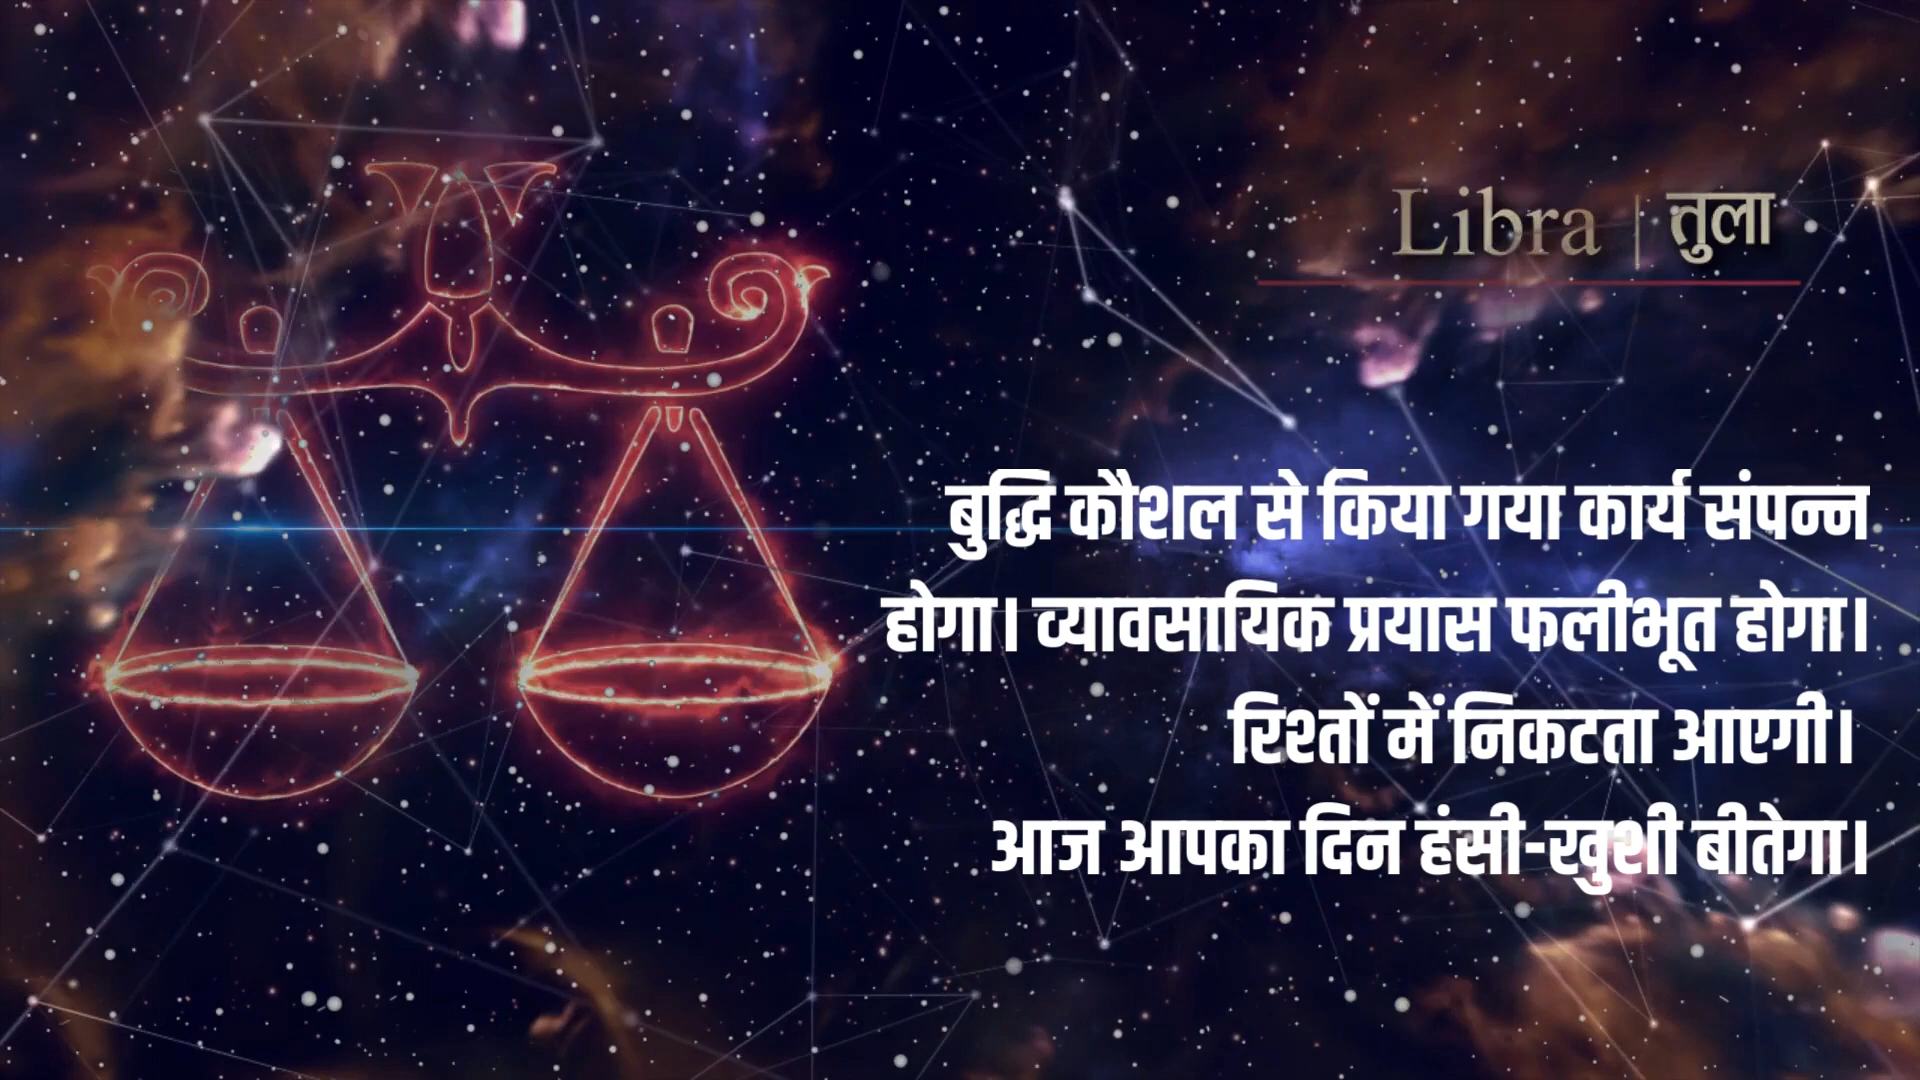 Libra | तुला
बुद्धि कौशल से किया गया कार्य संपन्न
होगा। व्यावसायिक प्रयास फलीभूत होगा।
रिश्तों में निकटता आएगी।
आज आपका दिन हंसी-खुशी बीतेगा।